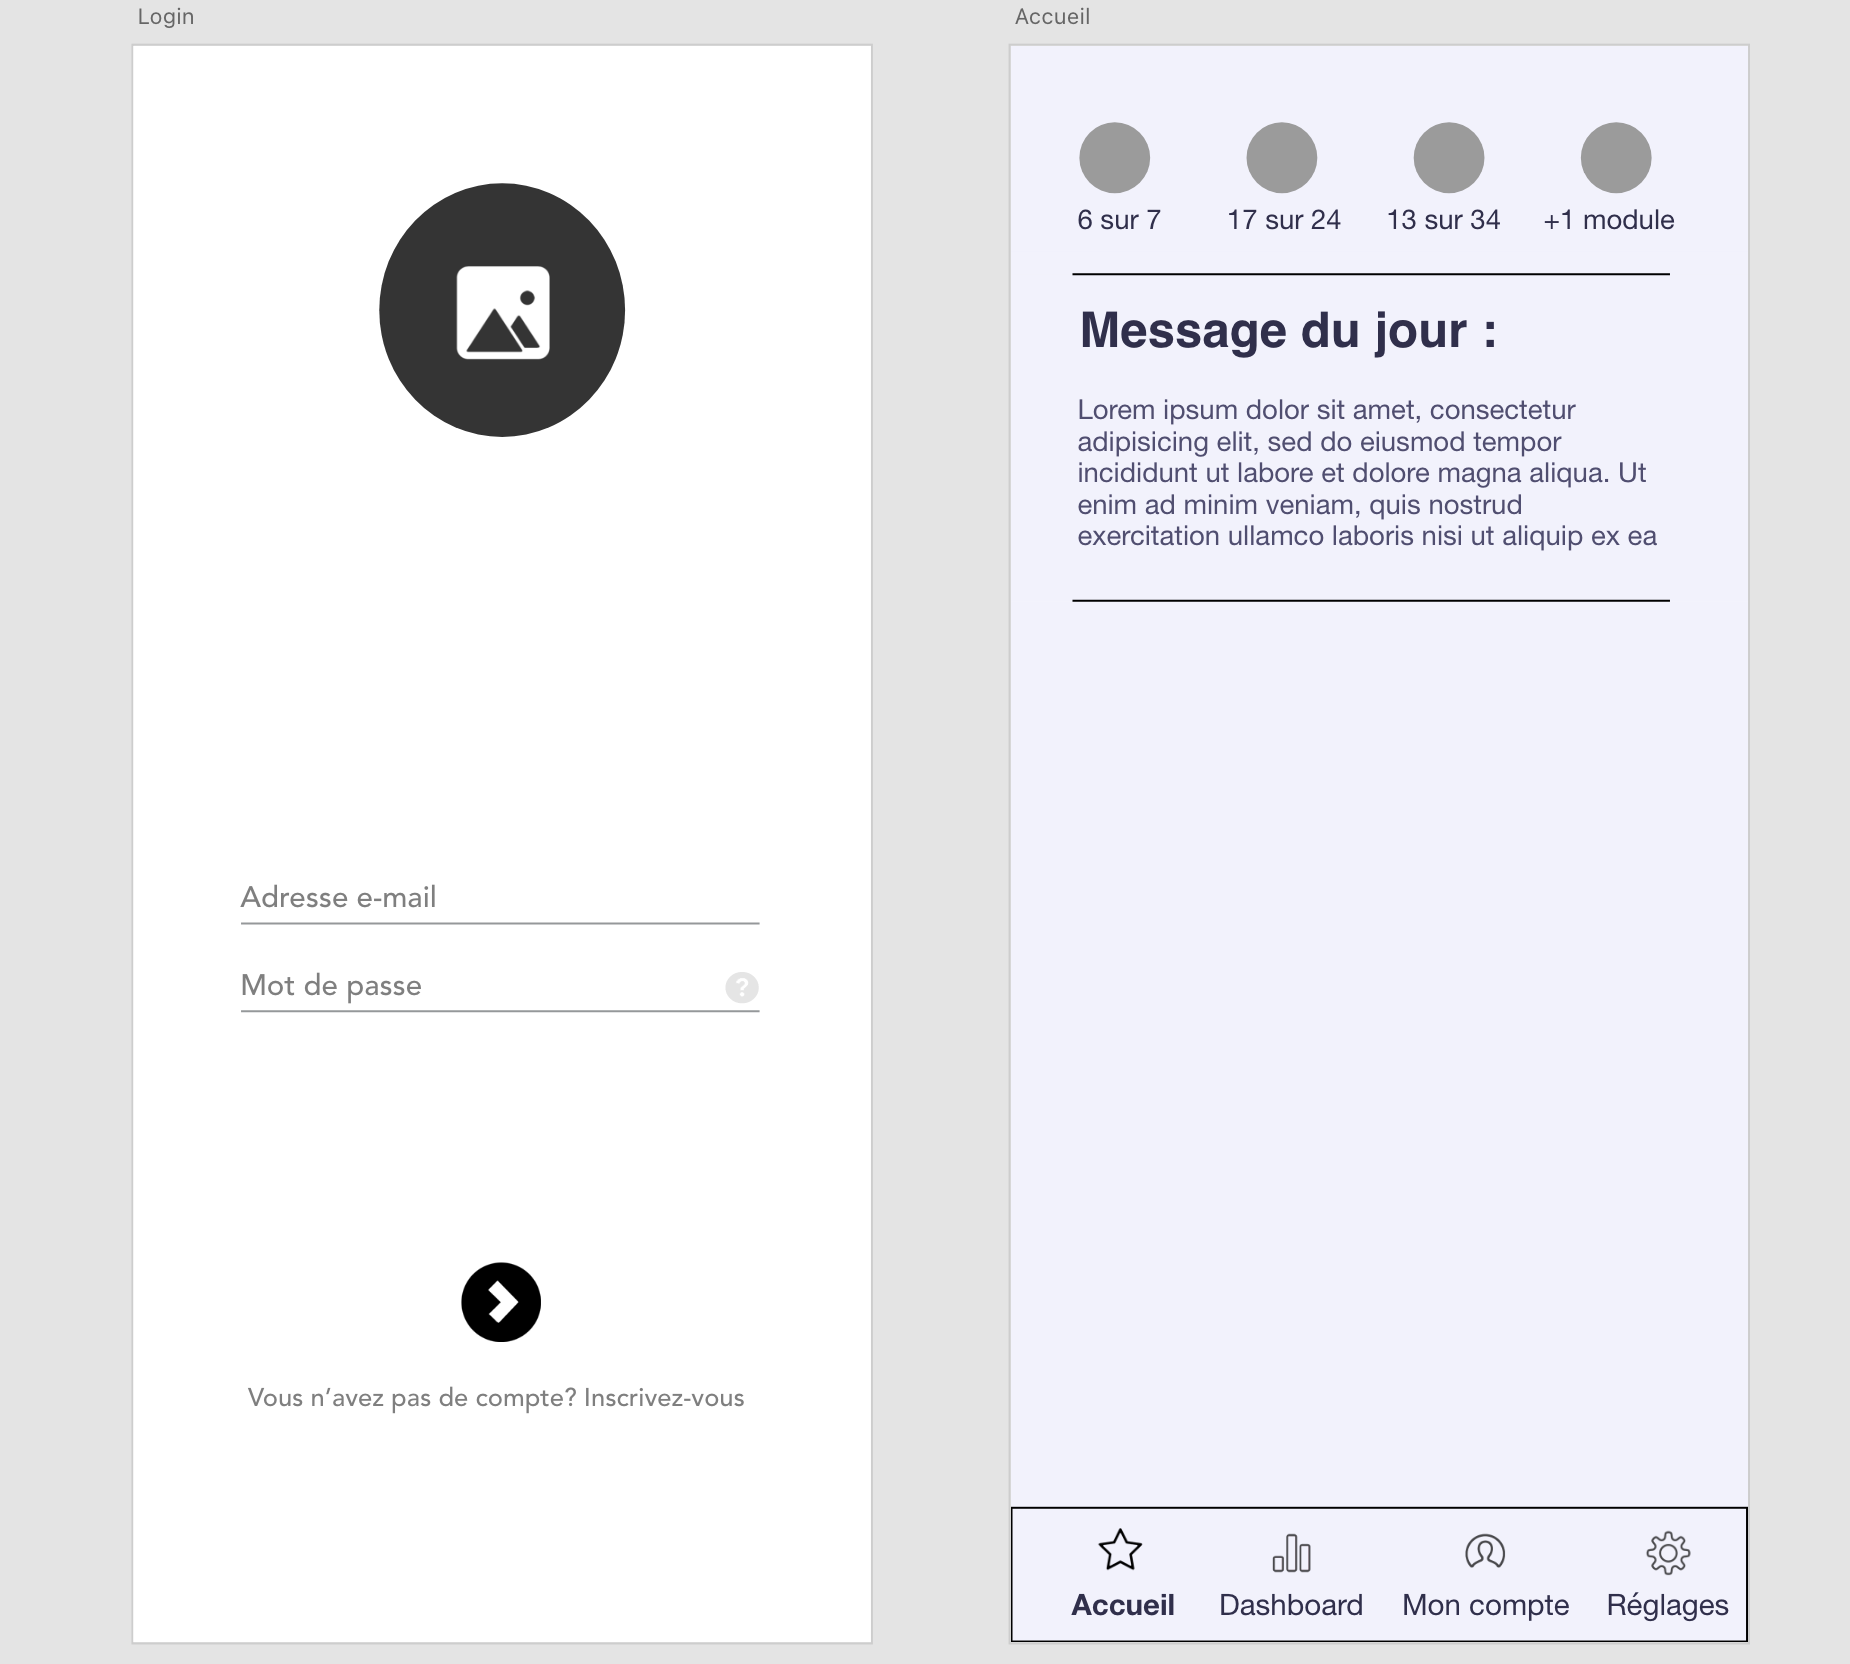 Login
Adresse e-mail
Mot de passe
?
Vous n’avez pas de compte? Inscrivez-vous
Accueil
6 sur 7 17 sur 24 13 sur 34 +1 module
Message du jour :
Lorem ipsum dolor sit amet, consectetur
adipisicing elit, sed do eiusmod tempor
incididunt ut labore et dolore magna aliqua. Ut
enim ad minim veniam, quis nostrud
exercitation ullamco laboris nisi ut aliquip ex ea
Accueil Dashboard Mon compte Réglages